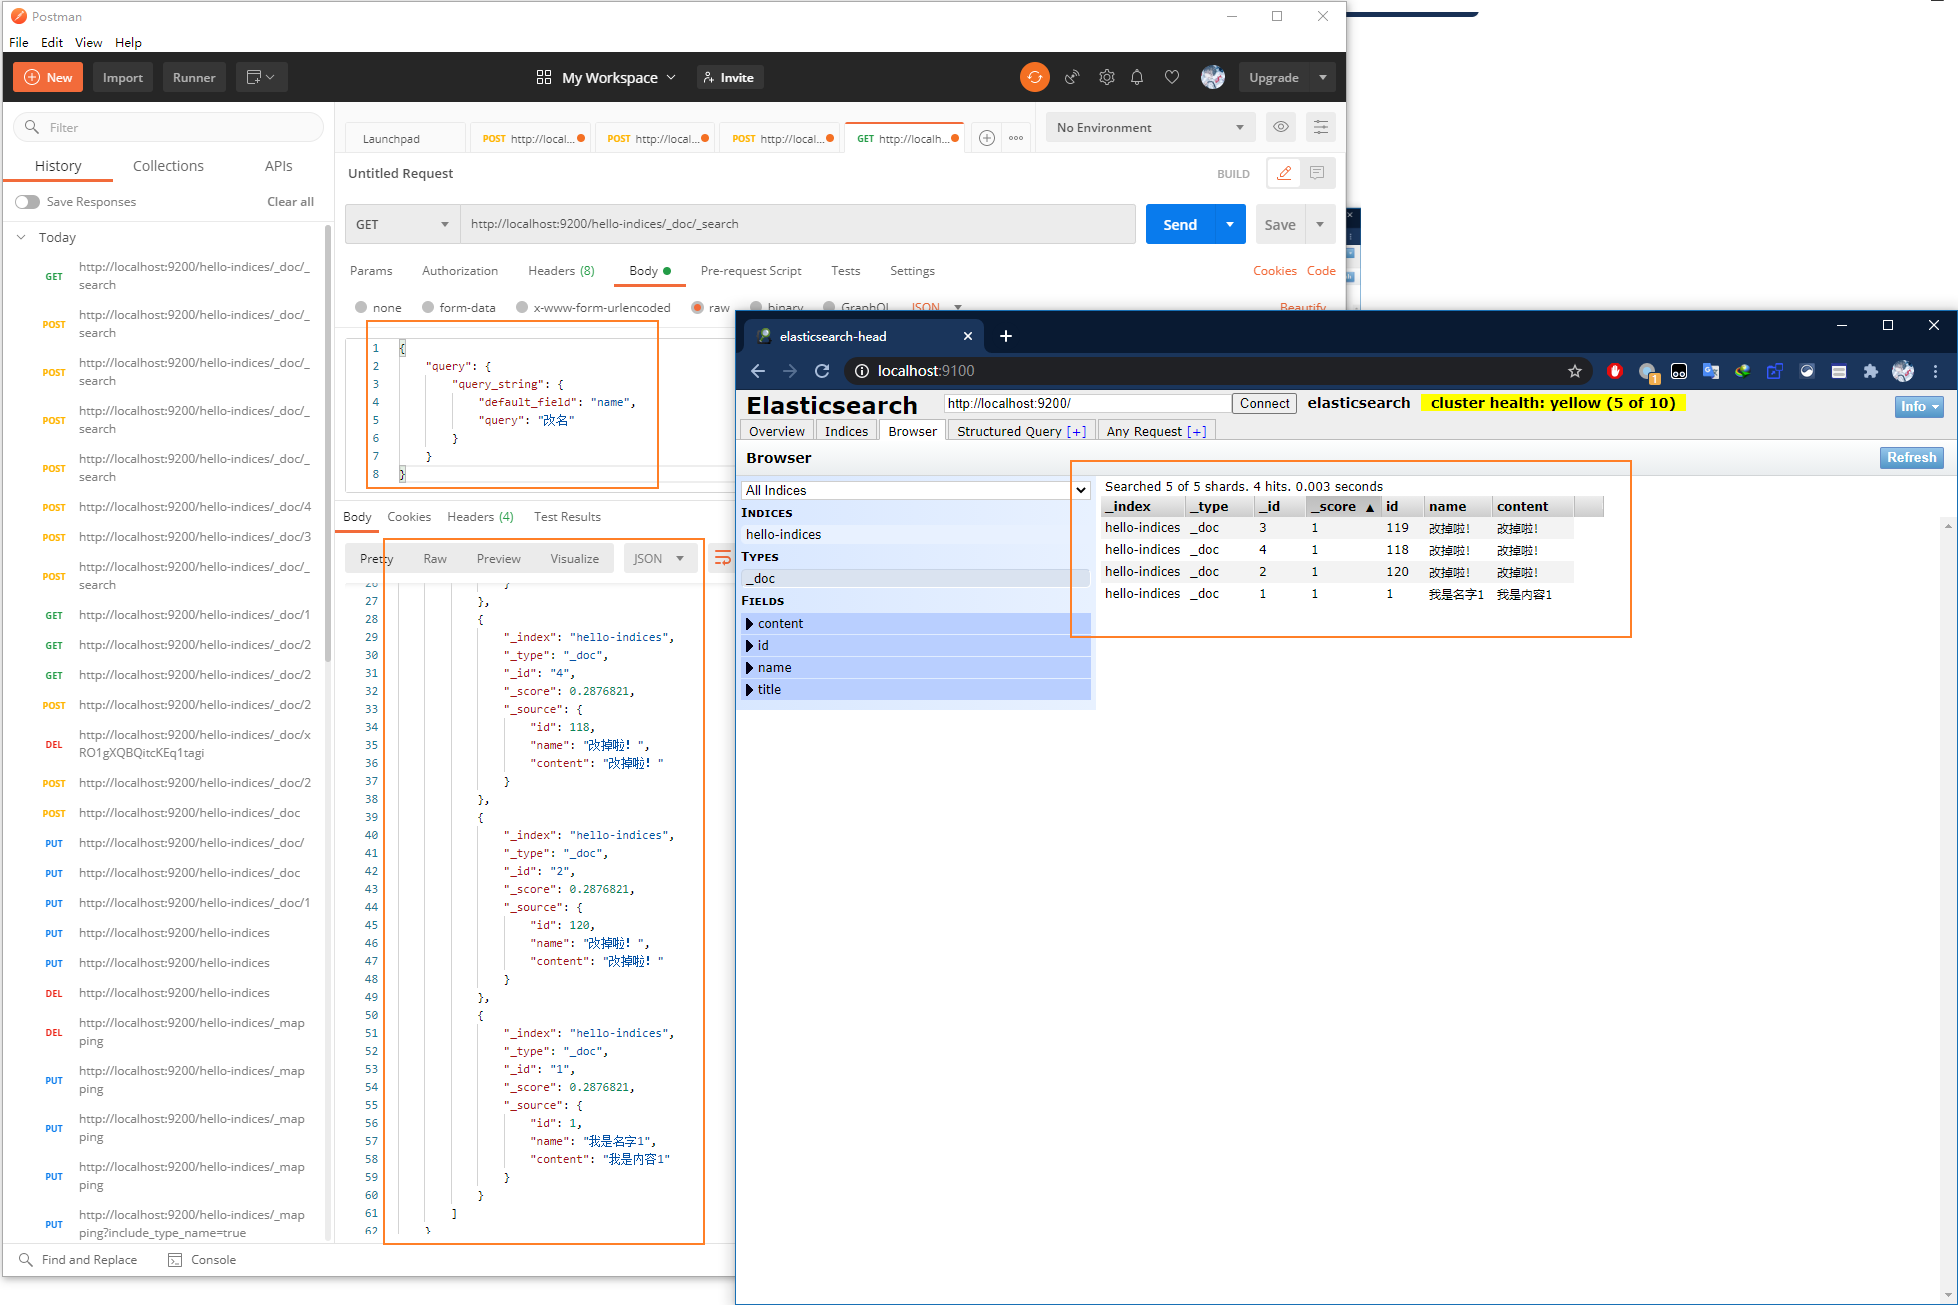 Postman
File Edit View Help
New Import Runner My Workspace Invite Upgrade
Filter
History Collections APIs
Save Responses Clear all
Today
GET http://localhost:9200/hello-indices/_doc/_
search
POST http://localhost:9200/hello-indices/_doc/_
search
POST http://localhost:9200/hello-indices/_doc/_
search
POST http://localhost:9200/hello-indices/_doc/_
search
POST http://localhost:9200/hello-indices/_doc/_
search
POST http://localhost:9200/hello-indices/_doc/4
POST http://localhost:9200/hello-indices/_doc/3
POST http://localhost:9200/hello-indices/_doc/_
search
GET http://localhost:9200/hello-indices/_doc/1
GET http://localhost:9200/hello-indices/_doc/2
GET http://localhost:9200/hello-indices/_doc/2
POST http://localhost:9200/hello-indices/_doc/2
DEL http://localhost:9200/hello-indices/_doc/x
RO1gXQBQitcKEq1tagi
POST http://localhost:9200/hello-indices/_doc/2
POST http://localhost:9200/hello-indices/_doc
PUT http://localhost:9200/hello-indices/_doc/
PUT http://localhost:9200/hello-indices/_doc
PUT http://localhost:9200/hello-indices/_doc/1
PUT http://localhost:9200/hello-indices
PUT http://localhost:9200/hello-indices
DEL http://localhost:9200/hello-indices
DEL http://localhost:9200/hello-indices/_map
ping
PUT http://localhost:9200/hello-indices/_map
ping
PUT http://localhost:9200/hello-indices/_map
ping
PUT http://localhost:9200/hello-indices/_map
ping
PUT http://localhost:9200/hello-indices/_map
ping?include_type_name=true
Find and Replace Console
Launchpad POST http://local... POST http://local... POST http://local... GET http://localh... No Environment
Untitled Request BUILD
GET http://localhost:9200/hello-indices/_doc/_search Send Save
Params Authorization Headers (8) Body Pre-request Script Tests Settings Cookies Code
none form-data x-www-form-urlencoded raw binary GraphQL JSON Beautify
1 {
2 "query": {
3 "query_string": {
4 "default_field": "name",
5 "query": "改名"
6 }
7 }
8 }
Body Cookies Headers (4) Test Results
Pretty Raw Preview Visualize JSON
26 }
27 },
28 {
29 "_index": "hello-indices",
30 "_type": "_doc",
31 "_id": "4",
32 "_score": 0.2876821,
33 "_source": {
34 "id": 118,
35 "name": "改掉啦！",
36 "content": "改掉啦！"
37 }
38 },
39 {
40 "_index": "hello-indices",
41 "_type": "_doc",
42 "_id": "2",
43 "_score": 0.2876821,
44 "_source": {
45 "id": 120,
46 "name": "改掉啦！",
47 "content": "改掉啦！"
48 }
49 },
50 {
51 "_index": "hello-indices",
52 "_type": "_doc",
53 "_id": "1",
54 "_score": 0.2876821,
55 "_source": {
56 "id": 1,
57 "name": "我是名字1",
58 "content": "我是内容1"
59 }
60 }
61 ]
62 }
elasticsearch-head
localhost:9100
Elasticsearch http://localhost:9200/ Connect elasticsearch cluster health: yellow (5 of 10) Info
Overview Indices Browser Structured Query [+] Any Request [+]
Browser Refresh
All Indices
INDICES
hello-indices
TYPES
_doc
FIELDS
content
id
name
title
Searched 5 of 5 shards. 4 hits. 0.003 seconds
_index _type _id _score ▲ id name content
hello-indices _doc 3 1 119 改掉啦！ 改掉啦！
hello-indices _doc 4 1 118 改掉啦！ 改掉啦！
hello-indices _doc 2 1 120 改掉啦！ 改掉啦！
hello-indices _doc 1 1 1 我是名字1 我是内容1